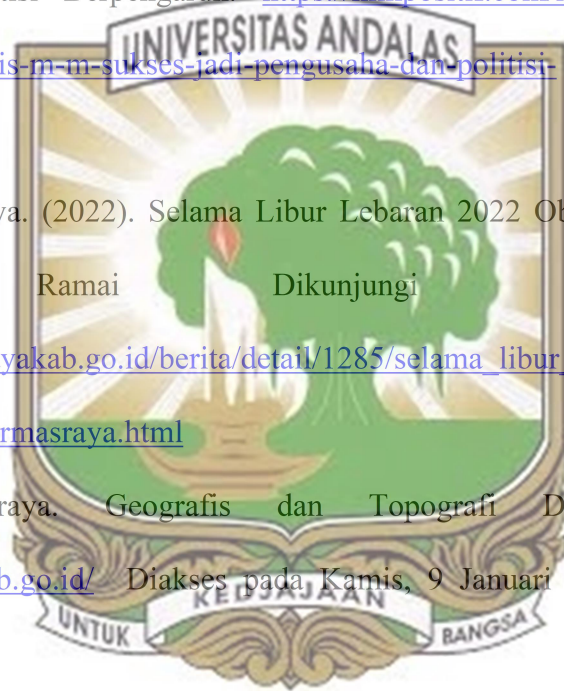 Berpengaruh.
UNIVERSITAS ANDALAS
is-m-m-sukses-jadi-pengusaha-dan-politisi-
ya. (2022). Selama Libur Lebaran 2022 Ob
Ramai Dikunjungi
yakab.go.id/berita/detail/1285/selama_libur_
rmasraya.html
raya. Geografis dan Topografi D
b.go.id/ Diakses pada Kamis, 9 Januari
KEDJAJAAN
UNTUK BANGSA